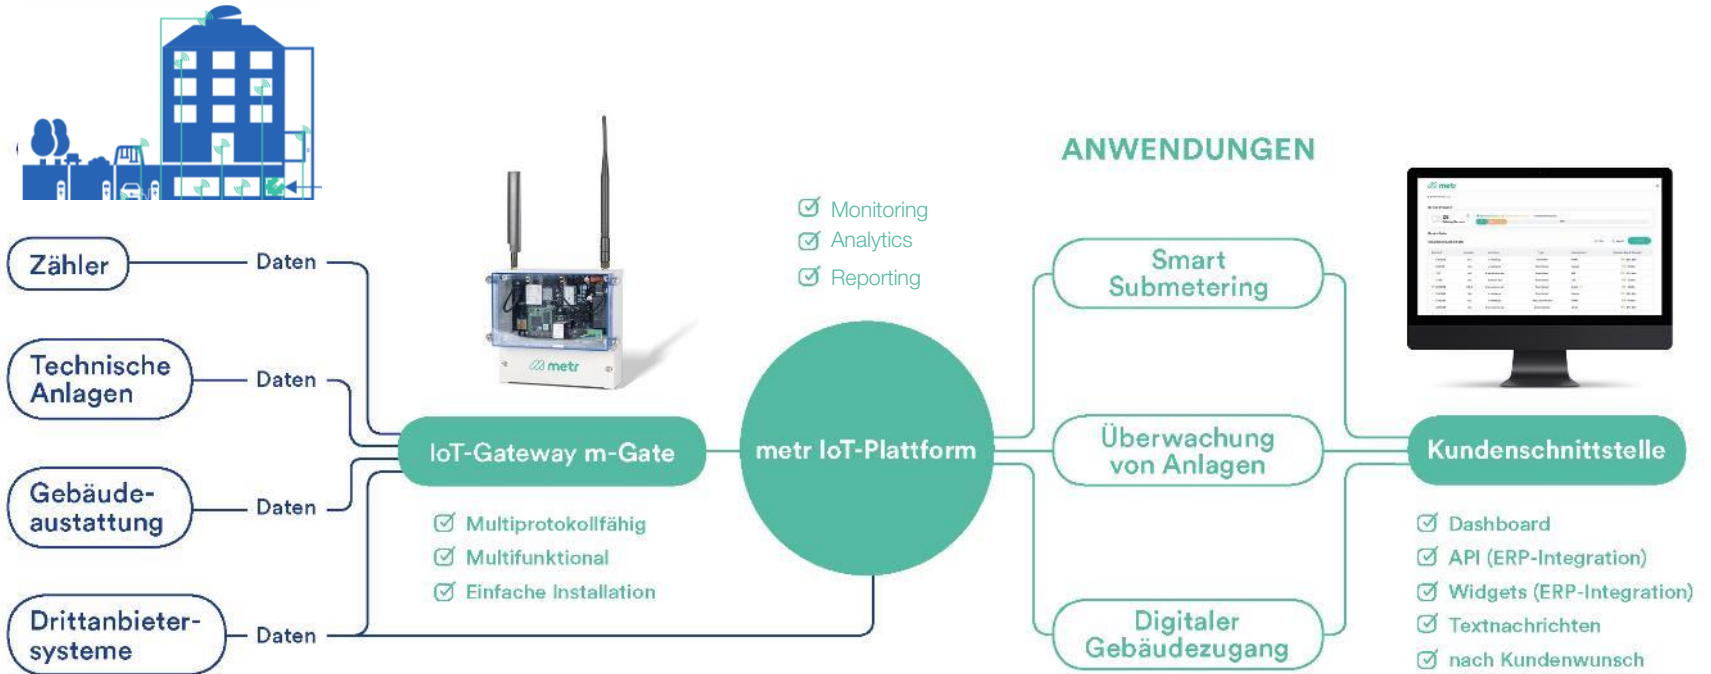 Zähler
Daten
Technische
Anlagen
Daten
Gebäude-
austattung
Daten
Drittanbieter-
systeme
Daten
metr
IoT-Gateway m-Gate
Multiprotokollfähig
Multifunktional
Einfache Installation
Monitoring
Analytics
Reporting
metr IoT-Plattform
ANWENDUNGEN
Smart
Submetering
Überwachung
von Anlagen
Digitaler
Gebäudezugang
metr
Kundenschnittstelle
Dashboard
API (ERP-Integration)
Widgets (ERP-Integration)
Textnachrichten
nach Kundenwunsch